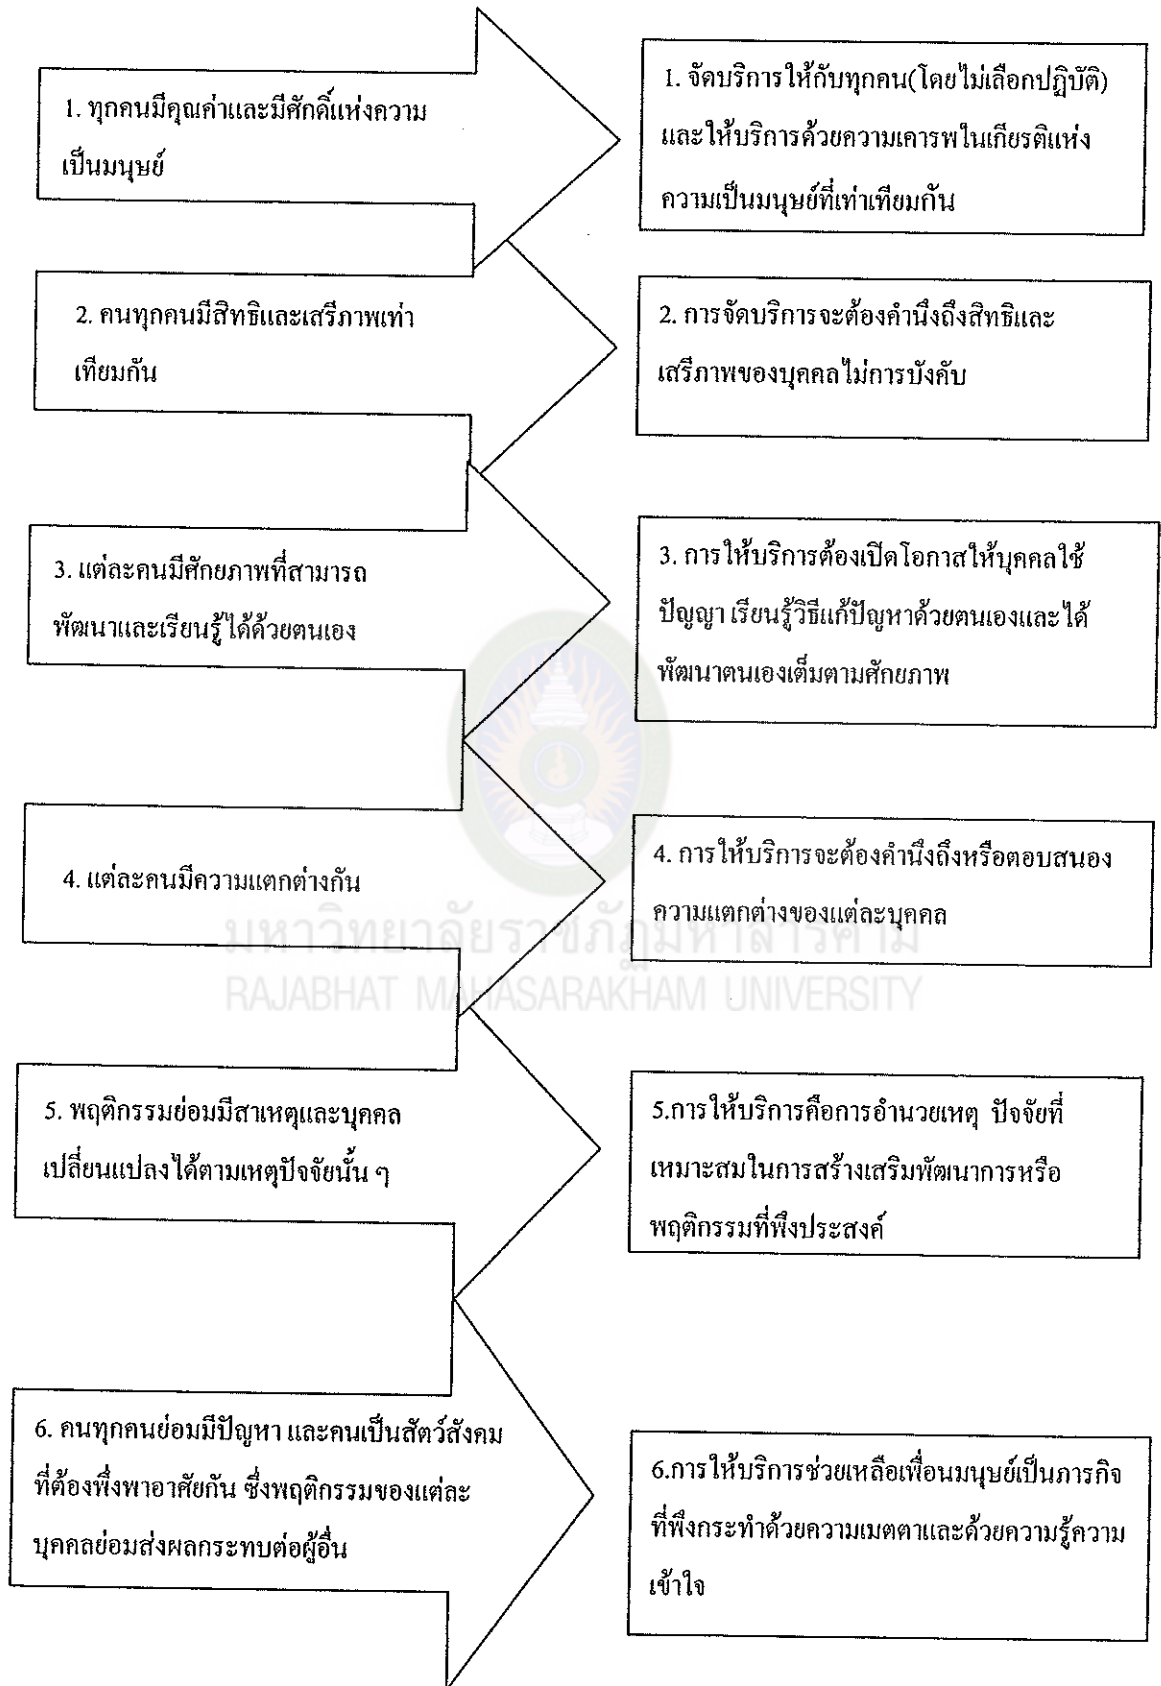 1. ทุกคนมีคุณค่าและมีศักดิ์แห่งความ
เป็นมนุษย์
1. จัดบริการให้กับทุกคน(โดยไม่เลือกปฏิบัติ)
และให้บริการด้วยความเคารพในเกียรติแห่ง
ความเป็นมนุษย์ที่เท่าเทียมกัน
2. คนทุกคนมีสิทธิและเสรีภาพเท่า
เทียมกัน
2. การจัดบริการจะต้องคำนึงถึงสิทธิและ
เสรีภาพของบุคคลไม่การบังคับ
3. แต่ละคนมีศักยภาพที่สามารถ
พัฒนาและเรียนรู้ได้ด้วยตนเอง
3. การให้บริการต้องเปิดโอกาสให้บุคคลใช้
ปัญญา เรียนรู้วิธีแก้ปัญหาด้วยตนเองและได้
พัฒนาตนเองเต็มตามศักยภาพ
4. แต่ละคนมีความแตกต่างกัน
4. การให้บริการจะต้องคำนึงถึงหรือตอบสนอง
ความแตกต่างของแต่ละบุคคล
มหาวิทยาลัยราชภัฏมหาสารคาม
RAJABHAT MAHASARAKHAM UNIVERSITY
5. พฤติกรรมย่อมมีสาเหตุและบุคคล
เปลี่ยนแปลงได้ตามเหตุปัจจัยนั้น ๆ
5.การให้บริการคือการอำนวยเหตุ ปัจจัยที่
เหมาะสมในการสร้างเสริมพัฒนาการหรือ
พฤติกรรมที่พึงประสงค์
6. คนทุกคนย่อมมีปัญหา และคนเป็นสัตว์สังคม
ที่ต้องพึ่งพาอาศัยกัน ซึ่งพฤติกรรมของแต่ละ
บุคคลย่อมส่งผลกระทบต่อผู้อื่น
6.การให้บริการช่วยเหลือเพื่อนมนุษย์เป็นภารกิจ
ที่พึงกระทำด้วยความเมตตาและด้วยความรู้ความ
เข้าใจ